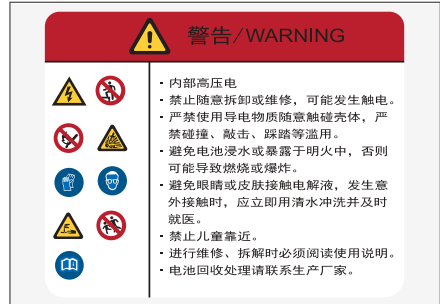 警告/WARNING
· 内部高压电
· 禁止随意拆卸或维修，可能发生触电。
· 严禁使用导电物质随意触碰壳体，严
禁碰撞、敲击、踩踏等滥用。
· 避免电池浸水或暴露于明火中，否则
可能导致燃烧或爆炸。
· 避免眼睛或皮肤接触电解液，发生意
外接触时，应立即用清水冲洗并及时
就医。
· 禁止儿童靠近。
· 进行维修、拆解时必须阅读使用说明。
· 电池回收处理请联系生产厂家。